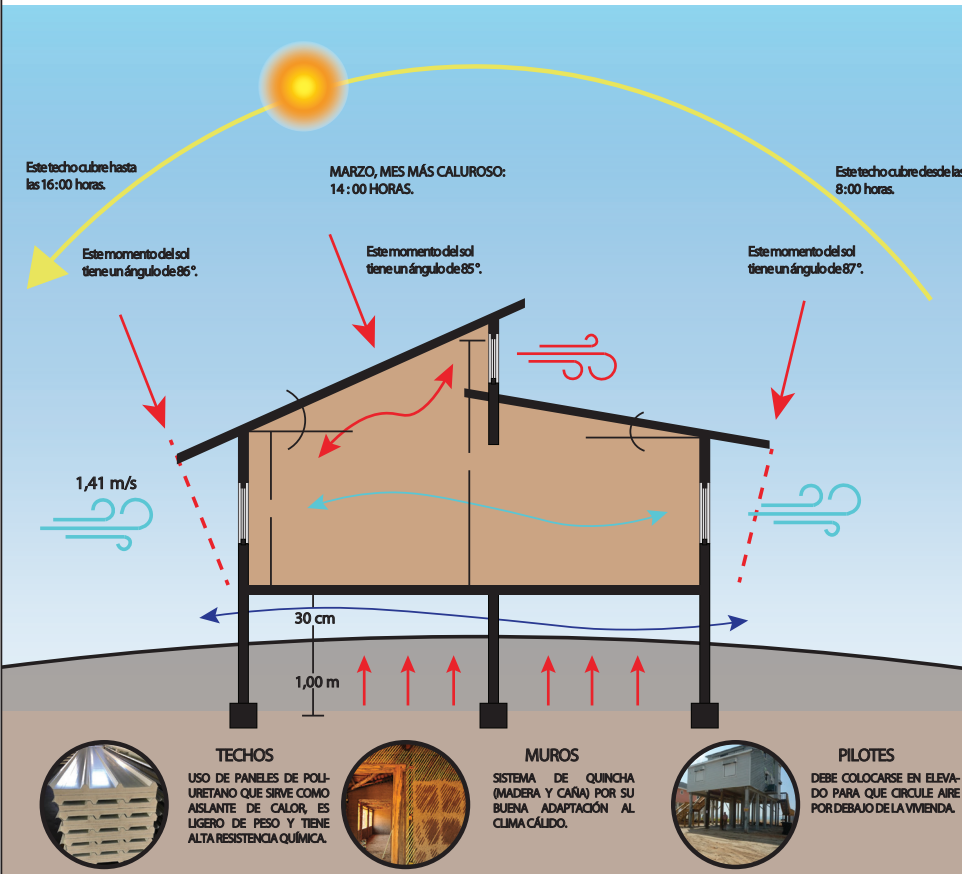 Este techo cubre hasta
las 16:00 horas.
MARZO, MES MÁS CALUROSO:
14 : 00 HORAS.
Este techo cubre desde las
8:00 horas.
Este momento del sol
tiene un ángulo de 86°.
Este momento del sol
tiene un ángulo de 85°.
Este momento del sol
tiene un ángulo de 87°.
1,41 m/s
30 cm
1,00 m
TECHOS
USO DE PANELES DE POLI-
URETANO QUE SIRVE COMO
AISLANTE DE CALOR, ES
LIGERO DE PESO Y TIENE
ALTA RESISTENCIA QUÍMICA.
MUROS
SISTEMA DE QUINCHA
(MADERA Y CAÑA) POR SU
BUENA ADAPTACIÓN AL
CLIMA CÁLIDO.
PILOTES
DEBE COLOCARSE EN ELEVA-
DO PARA QUE CIRCULE AIRE
POR DEBAJO DE LA VIVIENDA.